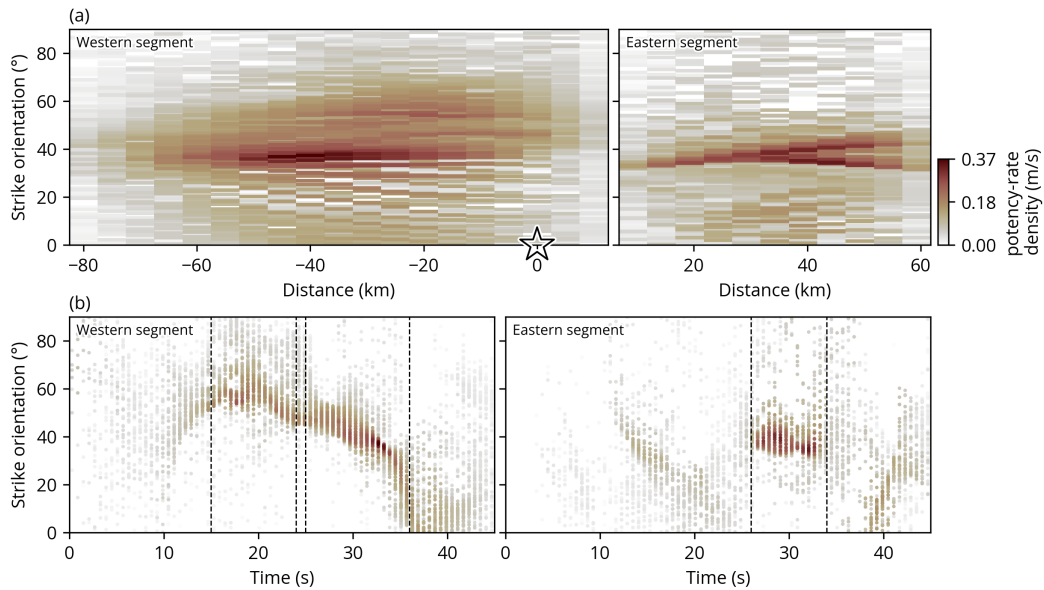 (a)
Western segment
Eastern segment
Strike orientation (°)
80
60
40
20
0
−80
−60
−40
−20
0
20
40
60
Distance (km)
Distance (km)
0.37
0.18
0.00
potency-rate
density (m/s)
(b)
Western segment
Eastern segment
Strike orientation (°)
80
60
40
20
0
0
10
20
30
40
0
10
20
30
40
Time (s)
Time (s)